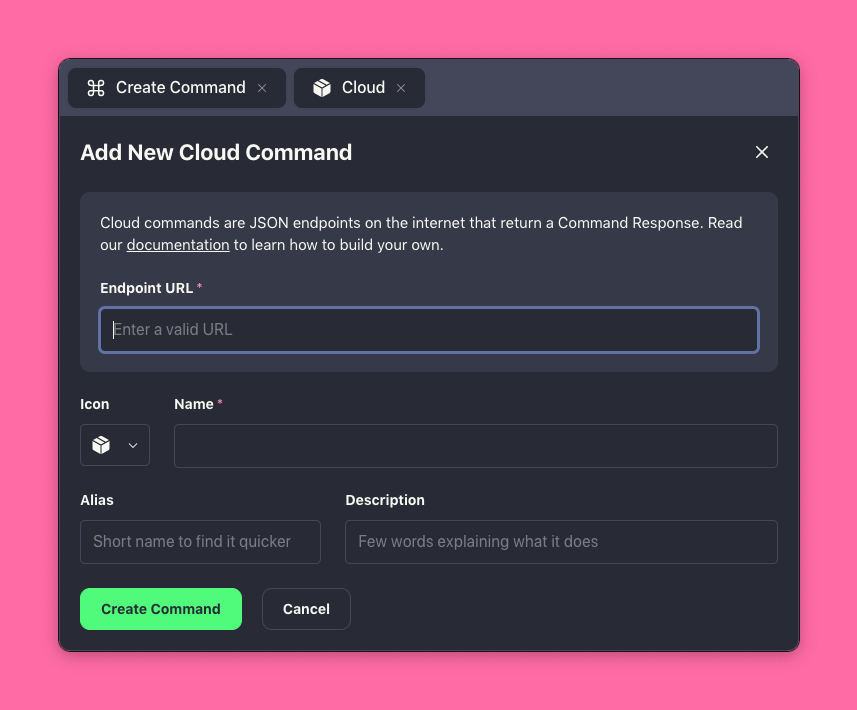 Create Command
Cloud
Add New Cloud Command
Cloud commands are JSON endpoints on the internet that return a Command Response. Read
our documentation to learn how to build your own.
Endpoint URL *
Enter a valid URL
Icon
Name *
Alias
Description
Short name to find it quicker
Few words explaining what it does
Create Command
Cancel